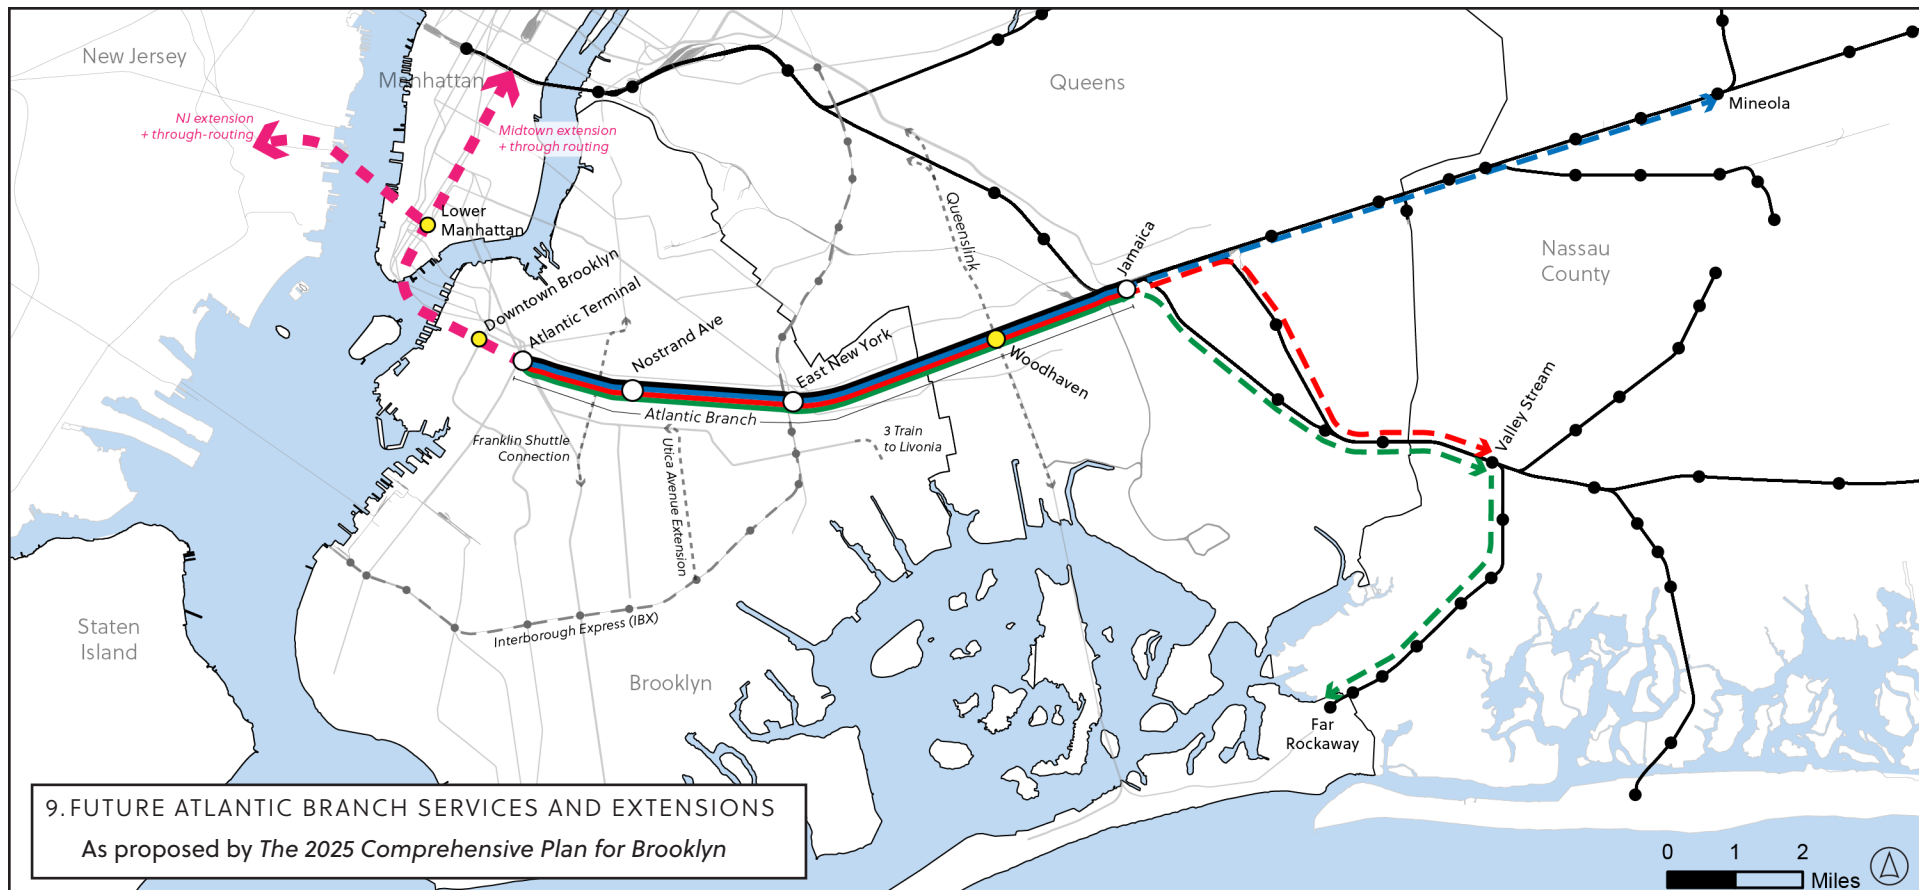 New Jersey
Manhattan
Queens
Mineola
NJ extension
+ through-routing
Midtown extension
+ through routing
Lower
Manhattan
Queenslink
Jamaica
Nassau
County
Downtown Brooklyn
Atlantic Terminal
Nostrand Ave
East New York
Woodhaven
Valley Stream
Atlantic Branch
Franklin Shuttle
Connection
Utica Avenue Extension
3 Train
to Livonia
Interborough Express (IBX)
Staten
Island
Brooklyn
Far
Rockaway
9. FUTURE ATLANTIC BRANCH SERVICES AND EXTENSIONS
As proposed by The 2025 Comprehensive Plan for Brooklyn
0 1 2
Miles